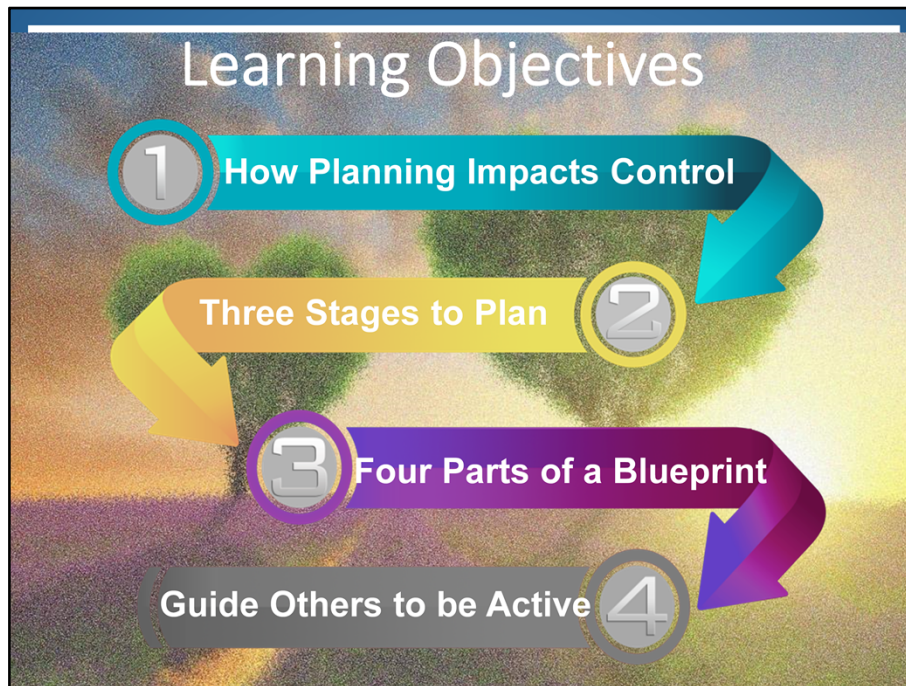 Learning Objectives
1 How Planning Impacts Control
Three Stages to Plan 2
3 Four Parts of a Blueprint
Guide Others to be Active 4